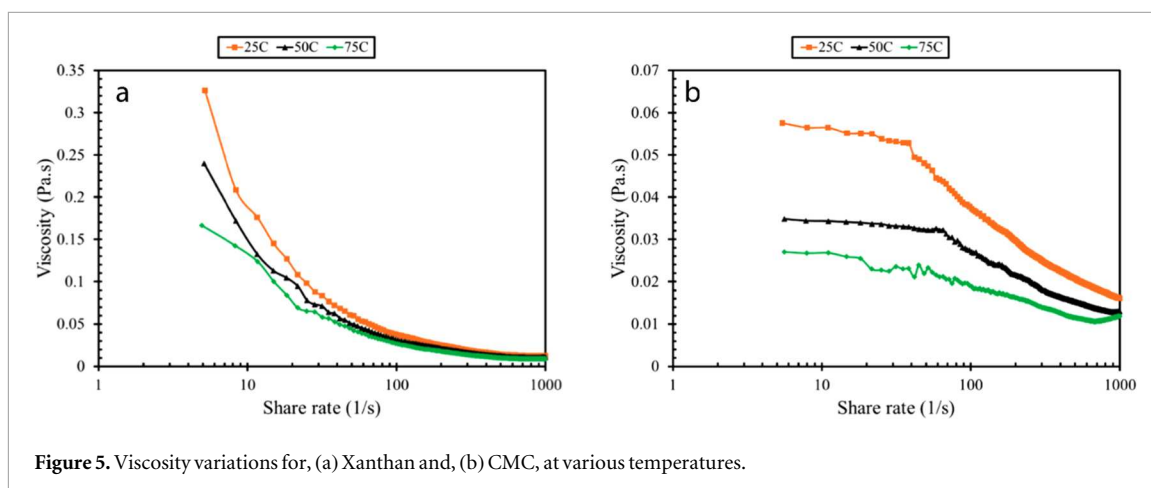 25C 50C 75C
a
Viscosity (Pa.s)
0.35
0.3
0.25
0.2
0.15
0.1
0.05
0
1 10 100 1000
Share rate (1/s)
25C 50C 75C
b
Viscosity (Pa.s)
0.07
0.06
0.05
0.04
0.03
0.02
0.01
0
1 10 100 1000
Share rate (1/s)
Figure 5. Viscosity variations for, (a) Xanthan and, (b) CMC, at various temperatures.